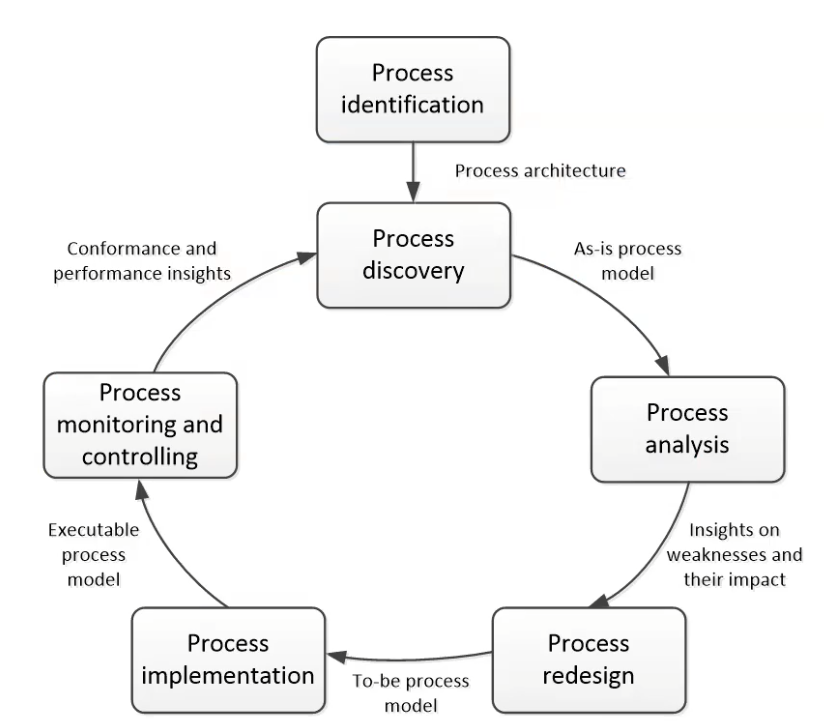 Process
identification
Process architecture
Process
discovery
As-is process
model
Conformance and
performance insights
Process
analysis
Process
monitoring and
controlling
Insights on
weaknesses and
their impact
Executable
process
model
Process
redesign
Process
implementation
To-be process
model